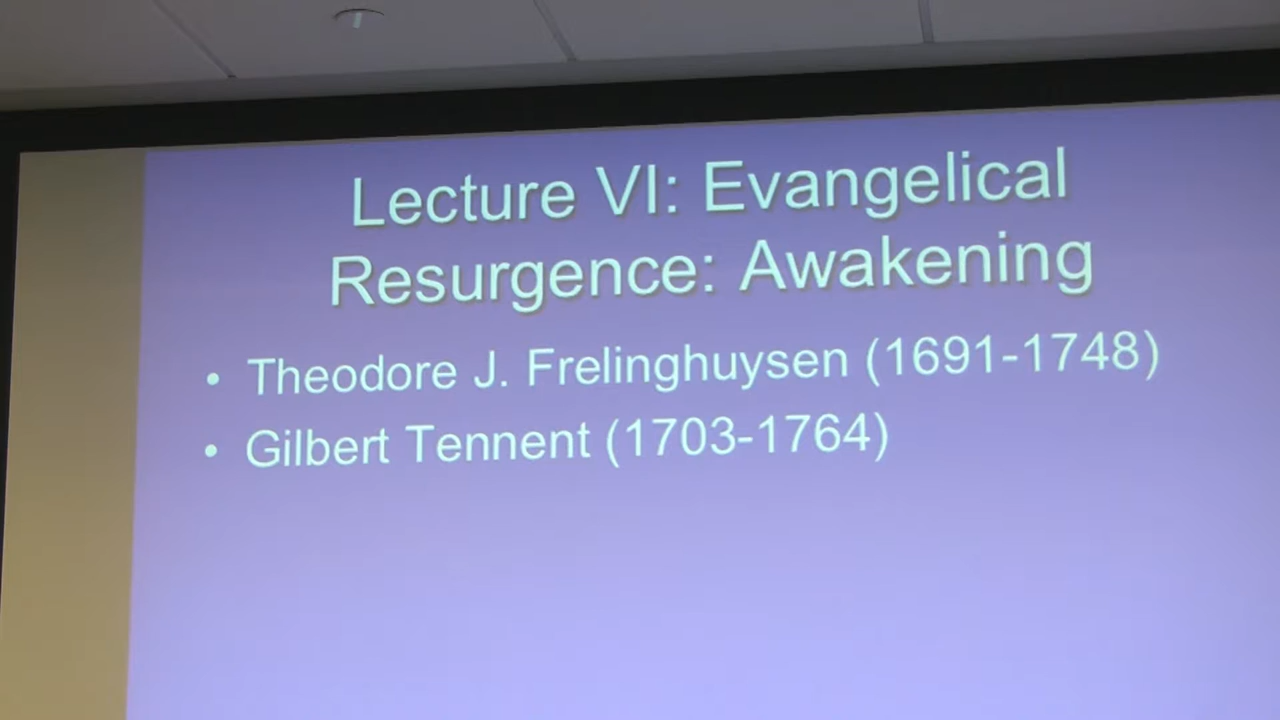 Lecture VI: Evangelical
Resurgence: Awakening
• Theodore J. Frelinghuysen (1691-1748)
• Gilbert Tennent (1703-1764)